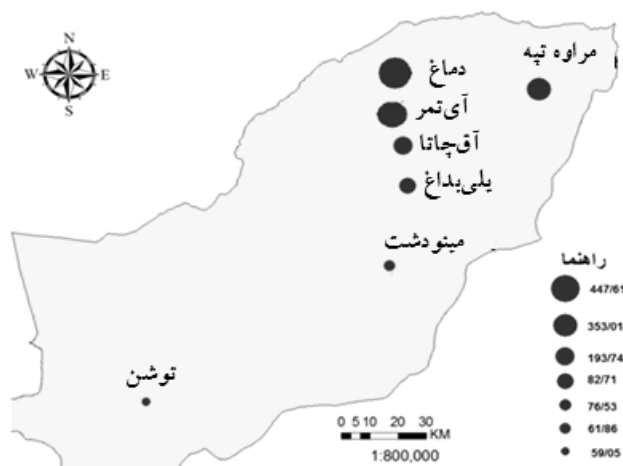 N
W E
S
دماغ
مراوه تپه
آی‌تمر
آق‌چاتا
یلی‌بداغ
مینودشت
توشن
راهنما
447/61
353/01
193/74
82/71
76/53
61/86
59/05
0 5 10 20 30
KM
1:800,000